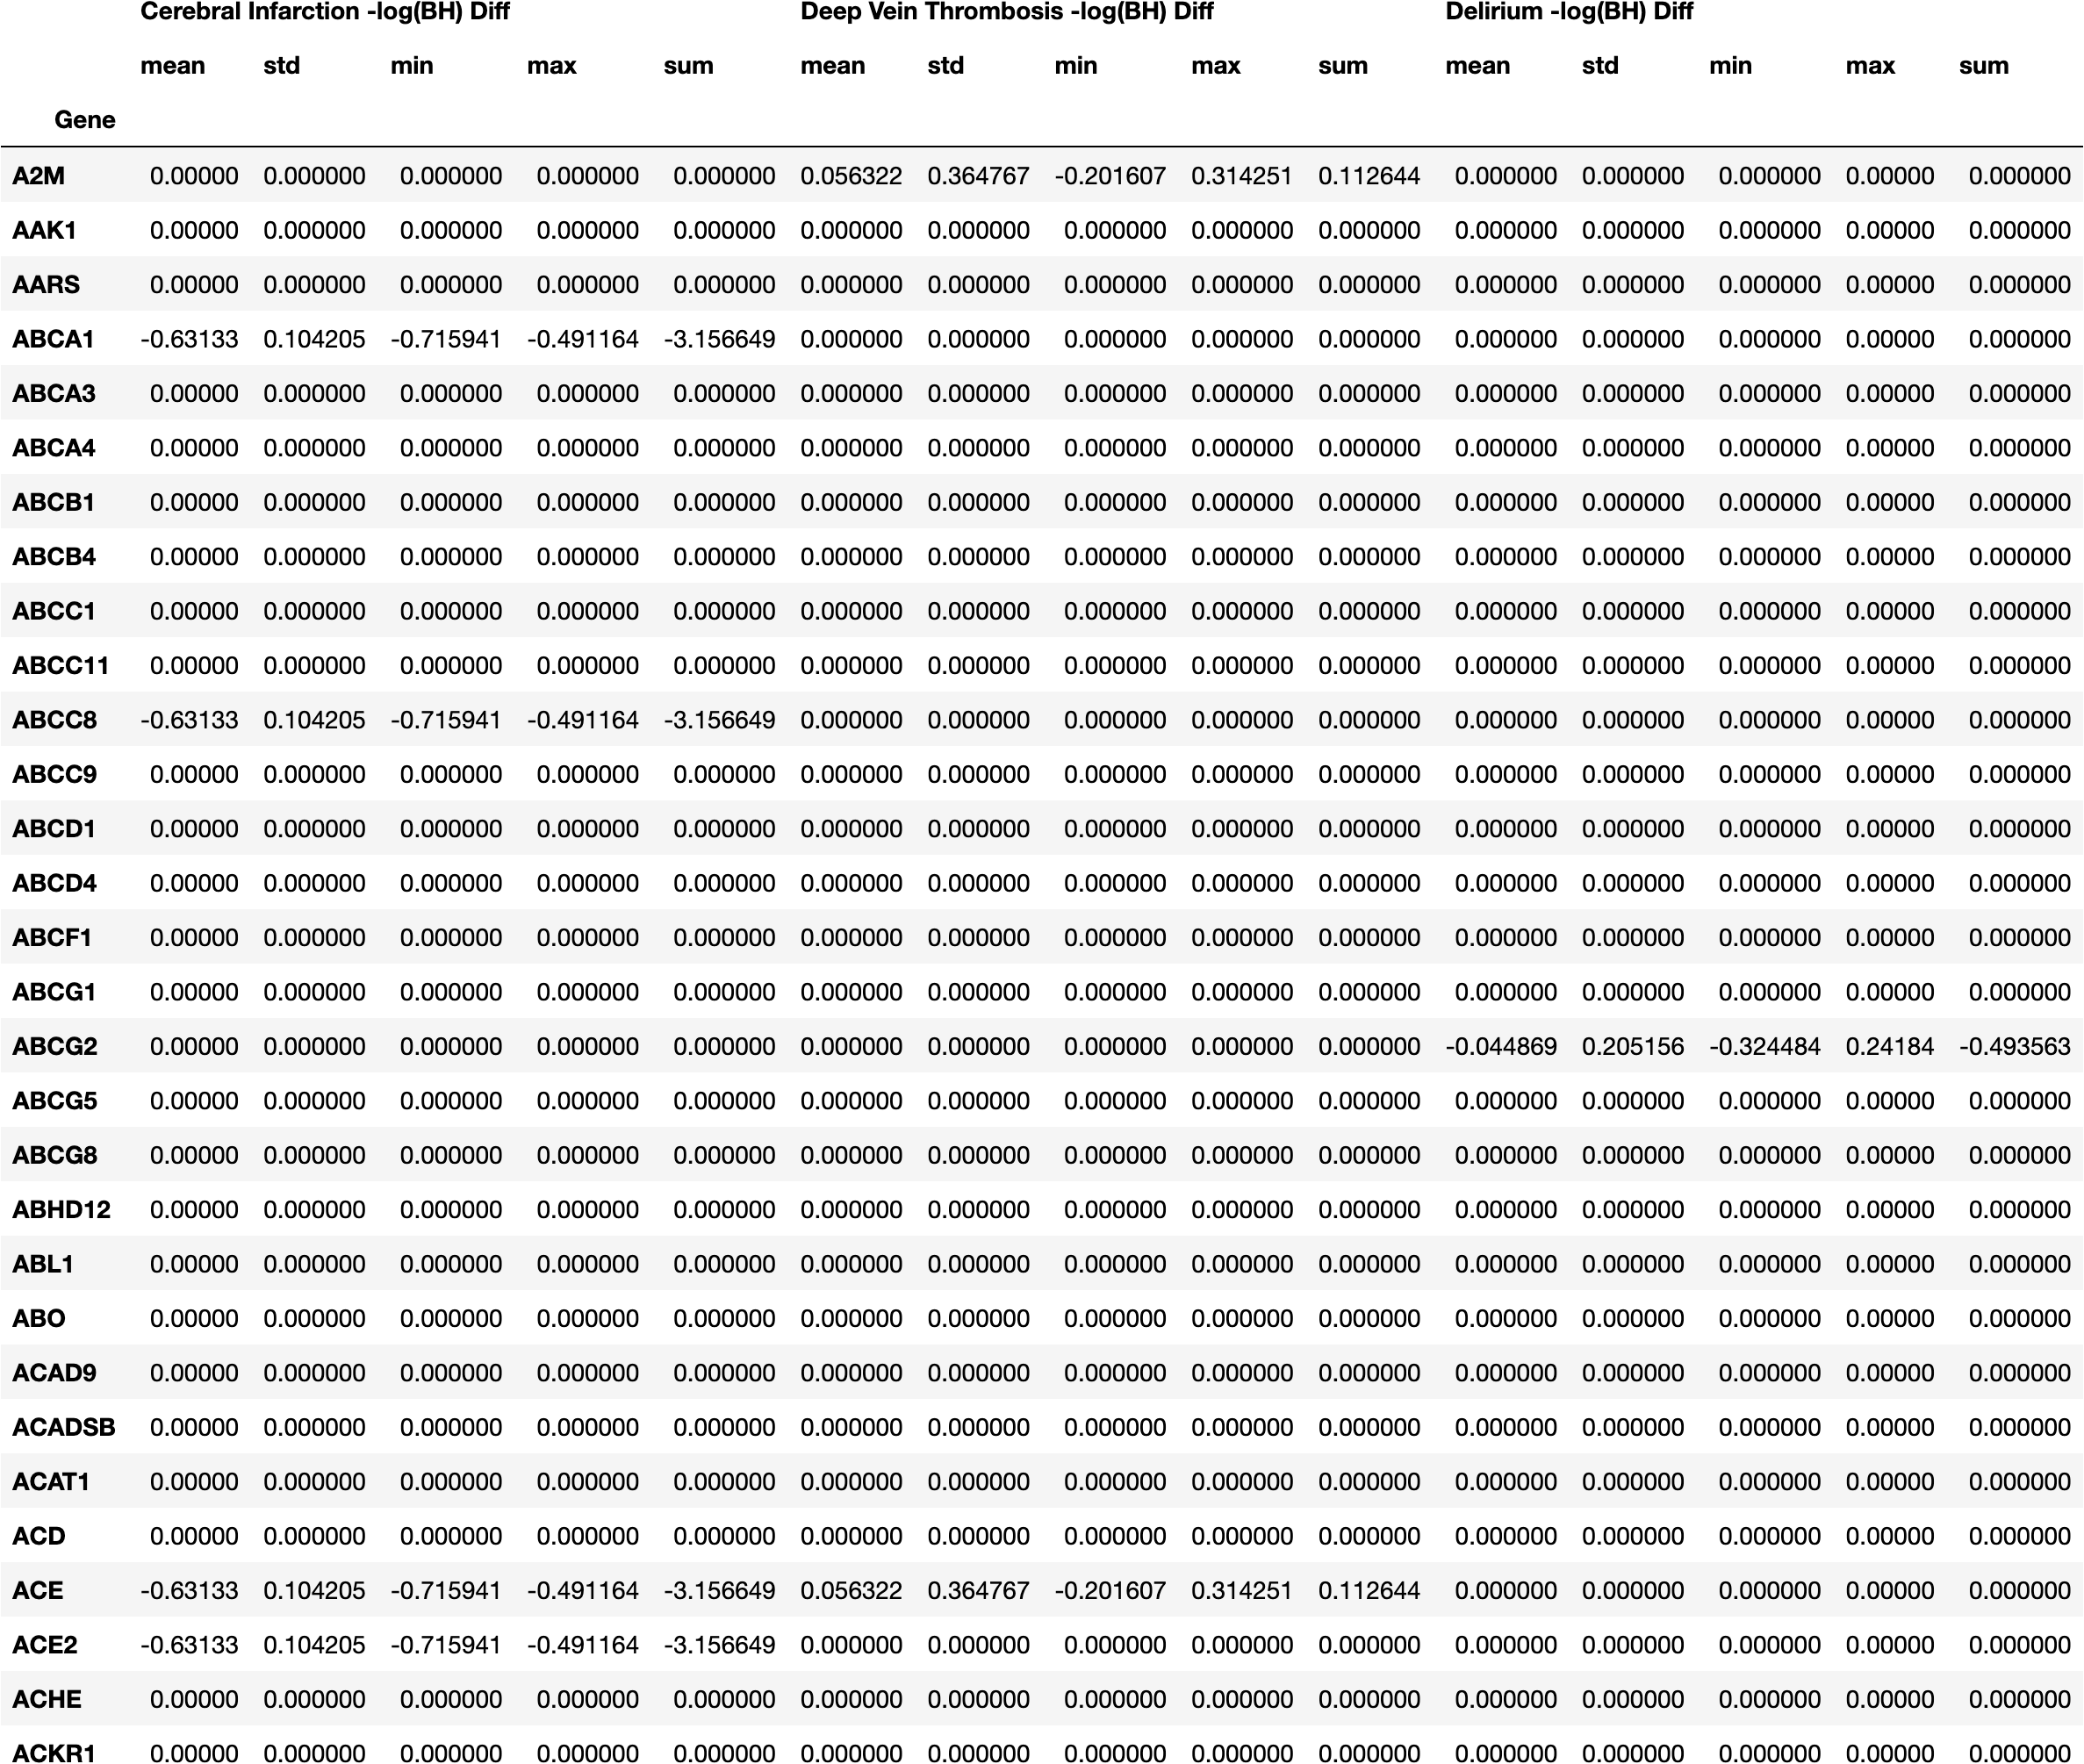 Cerebral Infarction -log(BH) Diff Deep Vein Thrombosis -log(BH) Diff Delirium -log(BH) Diff
mean std min max sum mean std min max sum mean std min max sum
Gene
A2M 0.00000 0.000000 0.000000 0.000000 0.000000 0.056322 0.364767 -0.201607 0.314251 0.112644 0.000000 0.000000 0.000000 0.00000 0.000000
AAK1 0.00000 0.000000 0.000000 0.000000 0.000000 0.000000 0.000000 0.000000 0.000000 0.000000 0.000000 0.000000 0.000000 0.00000 0.000000
AARS 0.00000 0.000000 0.000000 0.000000 0.000000 0.000000 0.000000 0.000000 0.000000 0.000000 0.000000 0.000000 0.000000 0.00000 0.000000
ABCA1 -0.63133 0.104205 -0.715941 -0.491164 -3.156649 0.000000 0.000000 0.000000 0.000000 0.000000 0.000000 0.000000 0.000000 0.00000 0.000000
ABCA3 0.00000 0.000000 0.000000 0.000000 0.000000 0.000000 0.000000 0.000000 0.000000 0.000000 0.000000 0.000000 0.000000 0.00000 0.000000
ABCA4 0.00000 0.000000 0.000000 0.000000 0.000000 0.000000 0.000000 0.000000 0.000000 0.000000 0.000000 0.000000 0.000000 0.00000 0.000000
ABCB1 0.00000 0.000000 0.000000 0.000000 0.000000 0.000000 0.000000 0.000000 0.000000 0.000000 0.000000 0.000000 0.000000 0.00000 0.000000
ABCB4 0.00000 0.000000 0.000000 0.000000 0.000000 0.000000 0.000000 0.000000 0.000000 0.000000 0.000000 0.000000 0.000000 0.00000 0.000000
ABCC1 0.00000 0.000000 0.000000 0.000000 0.000000 0.000000 0.000000 0.000000 0.000000 0.000000 0.000000 0.000000 0.000000 0.00000 0.000000
ABCC11 0.00000 0.000000 0.000000 0.000000 0.000000 0.000000 0.000000 0.000000 0.000000 0.000000 0.000000 0.000000 0.000000 0.00000 0.000000
ABCC8 -0.63133 0.104205 -0.715941 -0.491164 -3.156649 0.000000 0.000000 0.000000 0.000000 0.000000 0.000000 0.000000 0.000000 0.00000 0.000000
ABCC9 0.00000 0.000000 0.000000 0.000000 0.000000 0.000000 0.000000 0.000000 0.000000 0.000000 0.000000 0.000000 0.000000 0.00000 0.000000
ABCD1 0.00000 0.000000 0.000000 0.000000 0.000000 0.000000 0.000000 0.000000 0.000000 0.000000 0.000000 0.000000 0.000000 0.00000 0.000000
ABCD4 0.00000 0.000000 0.000000 0.000000 0.000000 0.000000 0.000000 0.000000 0.000000 0.000000 0.000000 0.000000 0.000000 0.00000 0.000000
ABCF1 0.00000 0.000000 0.000000 0.000000 0.000000 0.000000 0.000000 0.000000 0.000000 0.000000 0.000000 0.000000 0.000000 0.00000 0.000000
ABCG1 0.00000 0.000000 0.000000 0.000000 0.000000 0.000000 0.000000 0.000000 0.000000 0.000000 0.000000 0.000000 0.000000 0.00000 0.000000
ABCG2 0.00000 0.000000 0.000000 0.000000 0.000000 0.000000 0.000000 0.000000 0.000000 0.000000 -0.044869 0.205156 -0.324484 0.24184 -0.493563
ABCG5 0.00000 0.000000 0.000000 0.000000 0.000000 0.000000 0.000000 0.000000 0.000000 0.000000 0.000000 0.000000 0.000000 0.00000 0.000000
ABCG8 0.00000 0.000000 0.000000 0.000000 0.000000 0.000000 0.000000 0.000000 0.000000 0.000000 0.000000 0.000000 0.000000 0.00000 0.000000
ABHD12 0.00000 0.000000 0.000000 0.000000 0.000000 0.000000 0.000000 0.000000 0.000000 0.000000 0.000000 0.000000 0.000000 0.00000 0.000000
ABL1 0.00000 0.000000 0.000000 0.000000 0.000000 0.000000 0.000000 0.000000 0.000000 0.000000 0.000000 0.000000 0.000000 0.00000 0.000000
ABO 0.00000 0.000000 0.000000 0.000000 0.000000 0.000000 0.000000 0.000000 0.000000 0.000000 0.000000 0.000000 0.000000 0.00000 0.000000
ACAD9 0.00000 0.000000 0.000000 0.000000 0.000000 0.000000 0.000000 0.000000 0.000000 0.000000 0.000000 0.000000 0.000000 0.00000 0.000000
ACADSB 0.00000 0.000000 0.000000 0.000000 0.000000 0.000000 0.000000 0.000000 0.000000 0.000000 0.000000 0.000000 0.000000 0.00000 0.000000
ACAT1 0.00000 0.000000 0.000000 0.000000 0.000000 0.000000 0.000000 0.000000 0.000000 0.000000 0.000000 0.000000 0.000000 0.00000 0.000000
ACD 0.00000 0.000000 0.000000 0.000000 0.000000 0.000000 0.000000 0.000000 0.000000 0.000000 0.000000 0.000000 0.000000 0.00000 0.000000
ACE -0.63133 0.104205 -0.715941 -0.491164 -3.156649 0.056322 0.364767 -0.201607 0.314251 0.112644 0.000000 0.000000 0.000000 0.00000 0.000000
ACE2 -0.63133 0.104205 -0.715941 -0.491164 -3.156649 0.000000 0.000000 0.000000 0.000000 0.000000 0.000000 0.000000 0.000000 0.00000 0.000000
ACHE 0.00000 0.000000 0.000000 0.000000 0.000000 0.000000 0.000000 0.000000 0.000000 0.000000 0.000000 0.000000 0.000000 0.00000 0.000000
ACKR1 0.00000 0.000000 0.000000 0.000000 0.000000 0.000000 0.000000 0.000000 0.000000 0.000000 0.000000 0.000000 0.000000 0.00000 0.000000